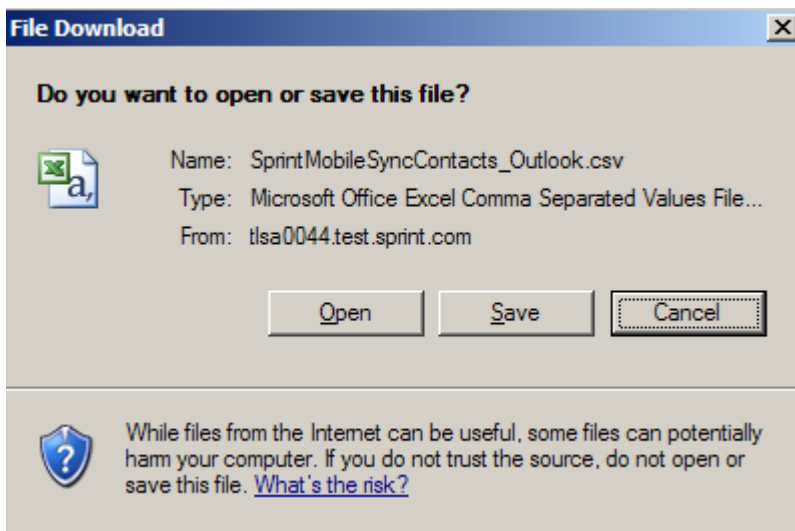 File Download
Do you want to open or save this file?
Name: SprintMobileSyncContacts_Outlook.csv
Type: Microsoft Office Excel Comma Separated Values File...
From: tlsa0044.test.sprint.com
Open Save Cancel
While files from the Internet can be useful, some files can potentially
harm your computer. If you do not trust the source, do not open or
save this file. What's the risk?